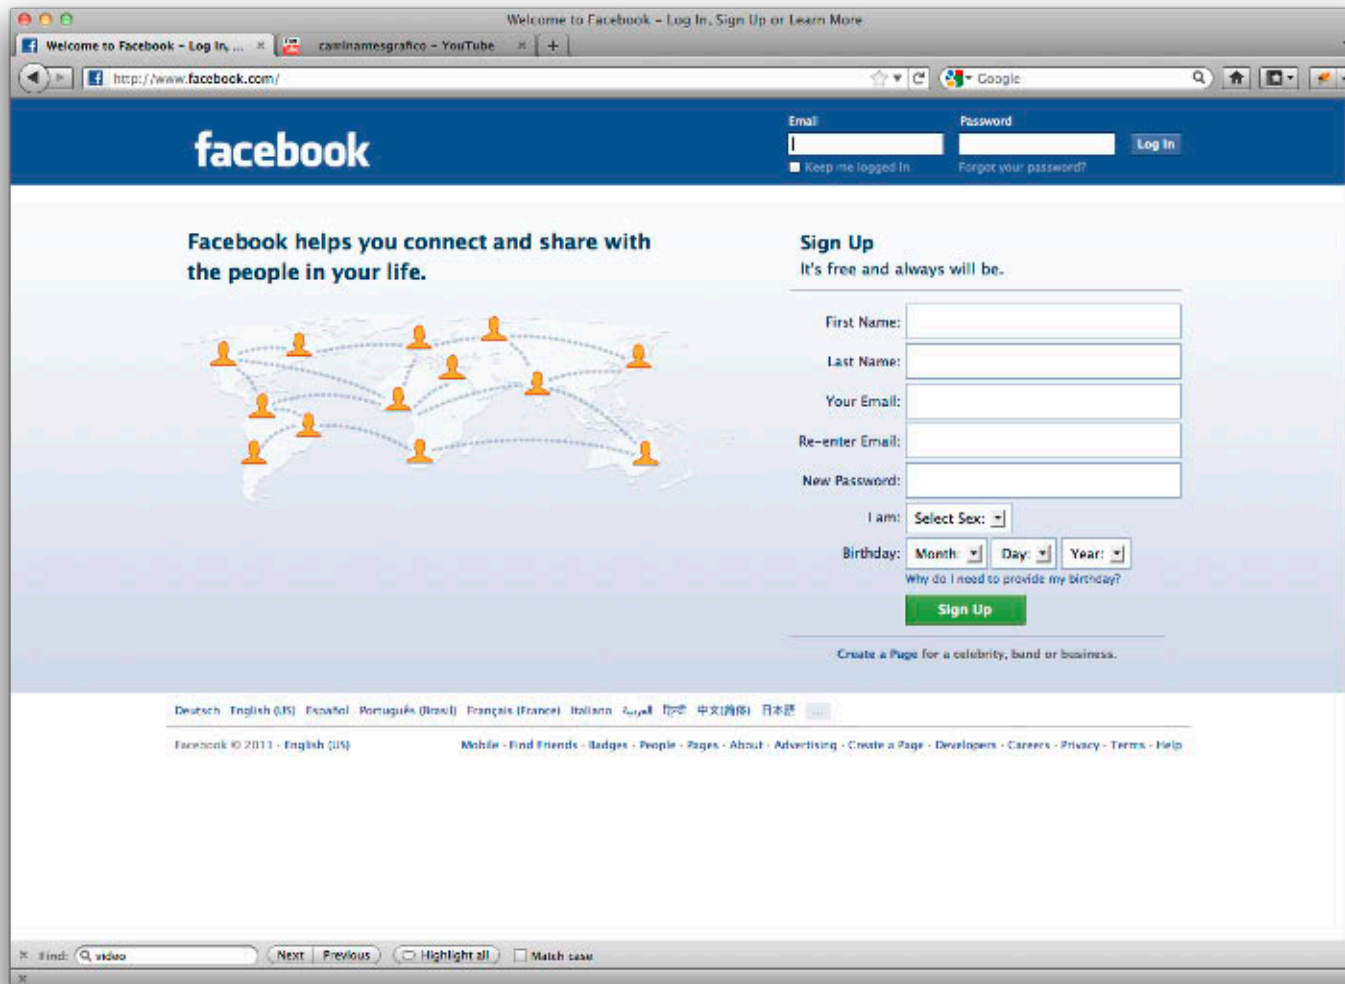 Welcome to Facebook – Log In, Sign Up or Learn More
Welcome to Facebook – Log In, ... caminamesgrafico – YouTube
http://www.facebook.com/ Google
Email Password
facebook Log In
Keep me logged in Forgot your password?
Facebook helps you connect and share with
the people in your life.
Sign Up
It's free and always will be.
First Name:
Last Name:
Your Email:
Re-enter Email:
New Password:
I am: Select Sex:
Birthday: Month: Day: Year:
Why do I need to provide my birthday?
Sign Up
Create a Page for a celebrity, band or business.
Deutsch English (US) Español Português (Brasil) Français (France) Italiano العربية हिन्दी 中文(简体) 日本語 ...
Facebook © 2011 · English (US) Mobile · Find Friends · Badges · People · Pages · About · Advertising · Create a Page · Developers · Careers · Privacy · Terms · Help
Find: video Next Previous Highlight all Match case